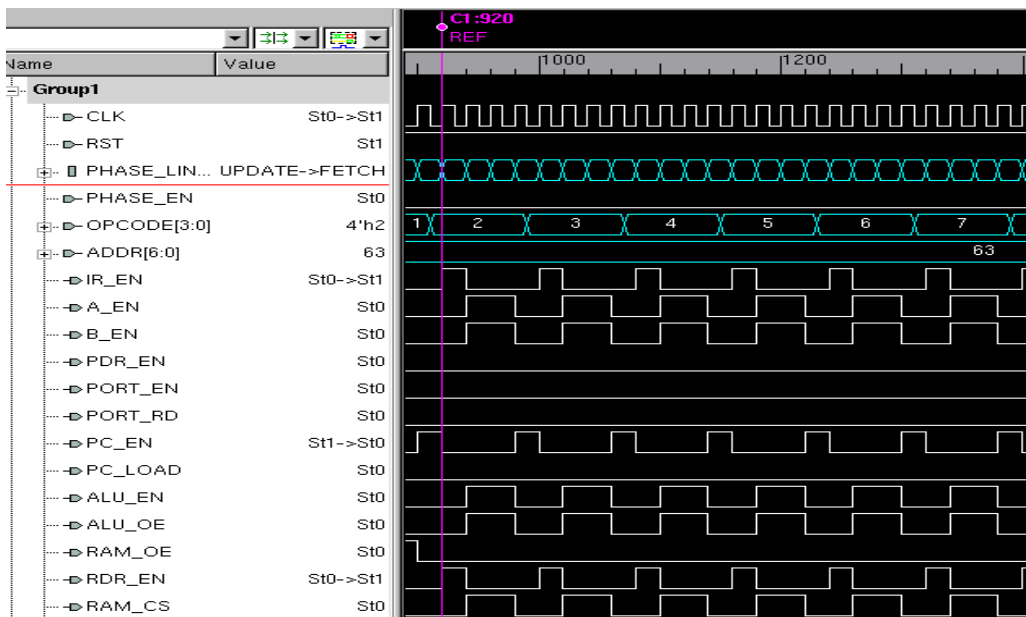 C1:920
REF
Name Value
1000 1200
Group1
CLK St0->St1
RST St1
PHASE_LIN... UPDATE->FETCH
PHASE_EN St0
OPCODE[3:0] 4'h2 1 2 3 4 5 6 7
ADDR[6:0] 63 63
IR_EN St0->St1
A_EN St0
B_EN St0
PDR_EN St0
PORT_EN St0
PORT_RD St0
PC_EN St1->St0
PC_LOAD St0
ALU_EN St0
ALU_OE St0
RAM_OE St0
RDR_EN St0->St1
RAM_CS St0